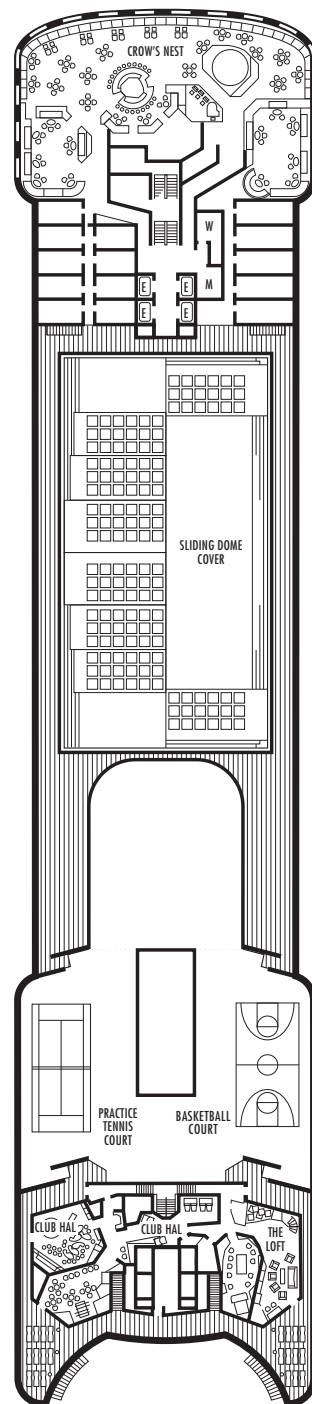 CROW'S NEST
W
M
E
E
E
E
SLIDING DOME
COVER
PRACTICE
TENNIS
COURT
BASKETBALL
COURT
CLUB HAL
CLUB HAL
THE
LOFT